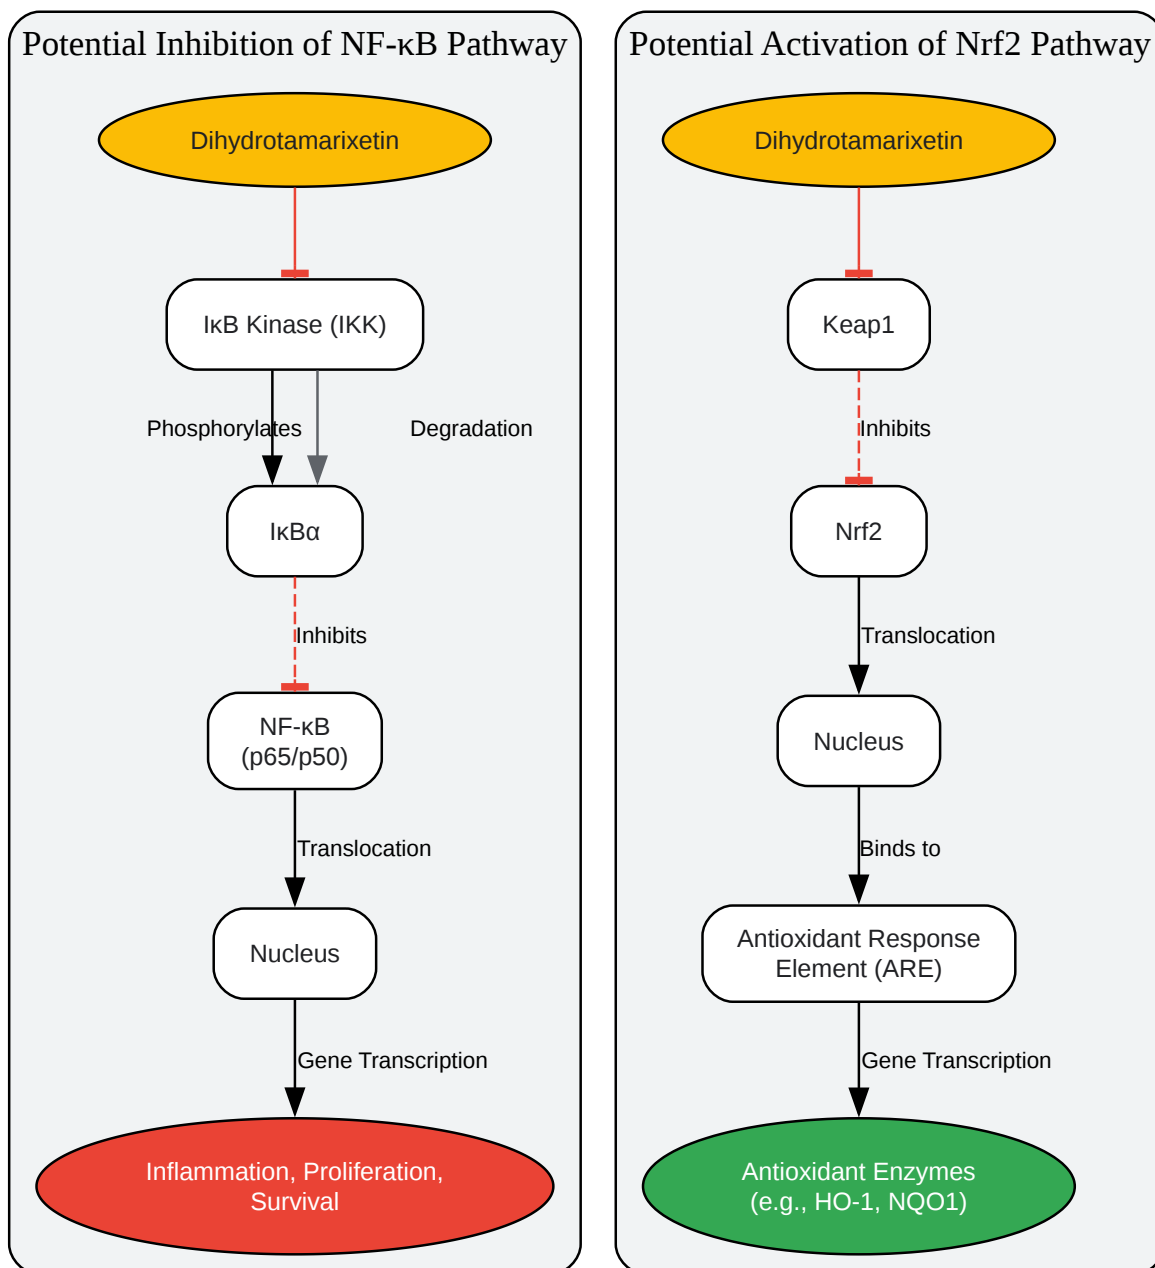 Potential Inhibition of NF-κB Pathway
Dihydrotamarixetin
IκB Kinase (IKK)
Phosphorylates
Degradation
IκBα
Inhibits
NF-κB
(p65/p50)
Translocation
Nucleus
Gene Transcription
Inflammation, Proliferation,
Survival
Potential Activation of Nrf2 Pathway
Dihydrotamarixetin
Keap1
Inhibits
Nrf2
Translocation
Nucleus
Binds to
Antioxidant Response
Element (ARE)
Gene Transcription
Antioxidant Enzymes
(e.g., HO-1, NQO1)